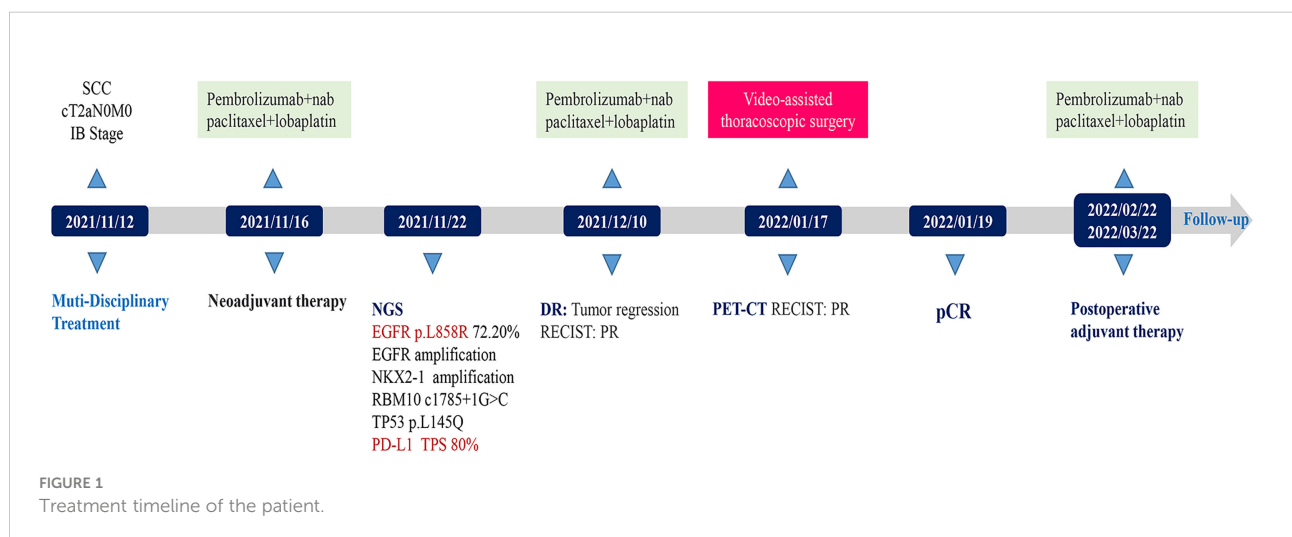 SCC
cT2aN0M0
IB Stage
Pembrolizumab+nab
paclitaxel+lobaplatin
Pembrolizumab+nab
paclitaxel+lobaplatin
Video-assisted
thoracoscopic surgery
Pembrolizumab+nab
paclitaxel+lobaplatin
2021/11/12
2021/11/16
2021/11/22
2021/12/10
2022/01/17
2022/01/19
2022/02/22
2022/03/22
Follow-up
Muti-Disciplinary
Treatment
Neoadjuvant therapy
NGS
EGFR p.L858R 72.20%
EGFR amplification
NKX2-1 amplification
RBM10 c1785+1G>C
TP53 p.L145Q
PD-L1 TPS 80%
DR: Tumor regression
RECIST: PR
PET-CT RECIST: PR
pCR
Postoperative
adjuvant therapy
FIGURE 1
Treatment timeline of the patient.